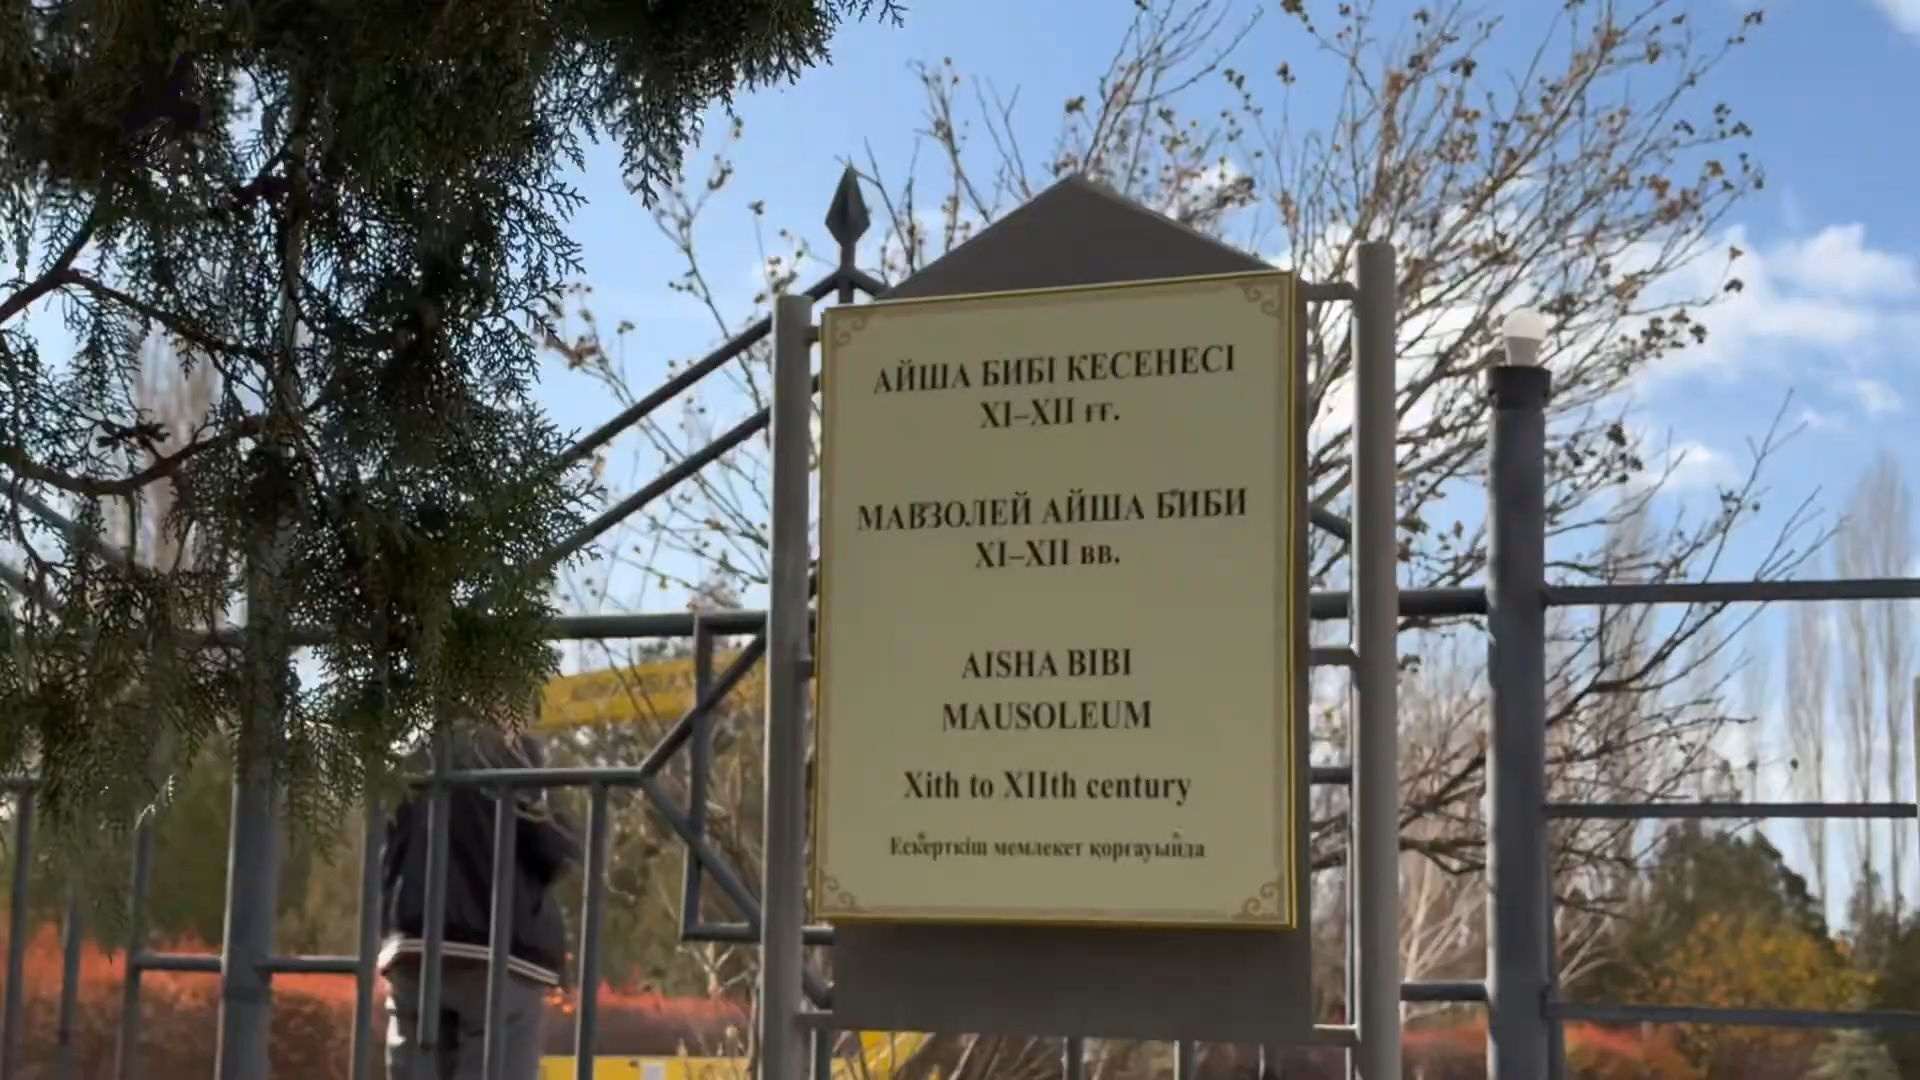 АЙША БИБІ КЕСЕНЕСІ
XI–XII ғғ.
МАВЗОЛЕЙ АЙША БИБИ
XI–XII вв.
AISHA BIBI
MAUSOLEUM
Xith to XIIth century
Ескерткіш мемлекет қорғауында